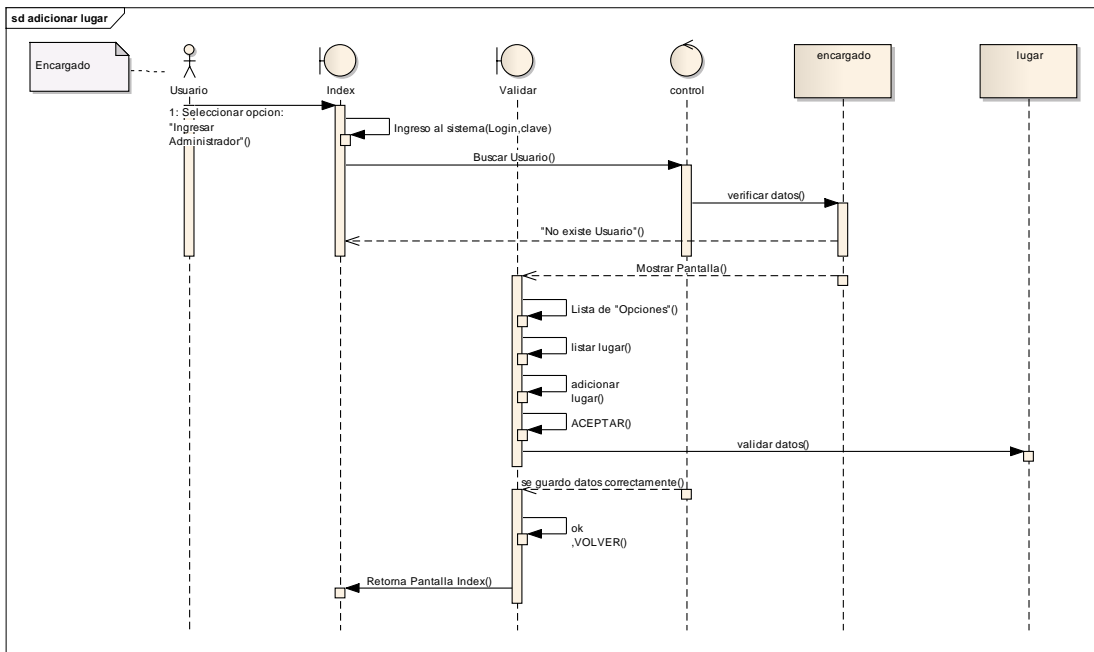 sd adicionar lugar
Encargado
Usuario
Index
Validar
control
encargado
lugar
1: Seleccionar opcion:
"Ingresar
Administrador"()
Ingreso al sistema(Login,clave)
Buscar Usuario()
verificar datos()
"No existe Usuario"()
Mostrar Pantalla()
Lista de "Opciones"()
listar lugar()
adicionar
lugar()
ACEPTAR()
validar datos()
se guardo datos correctamente()
ok
,VOLVER()
Retorna Pantalla Index()